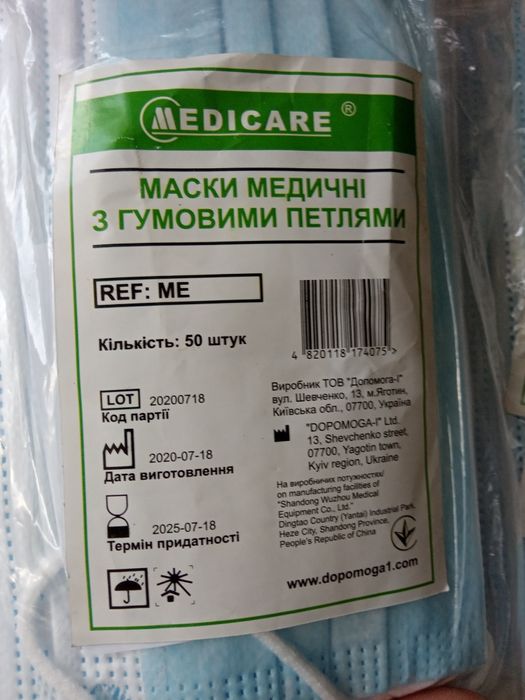 MEDICARE ®
МАСКИ МЕДИЧНІ
З ГУМОВИМИ ПЕТЛЯМИ
REF: ME
Кількість: 50 штук
4 820118 174075 >
LOT 20200718
Код партії
2020-07-18
Дата виготовлення
2025-07-18
Термін придатності
Виробник ТОВ "Допомога-І"
вул. Шевченко, 13, м.Яготин,
Київська обл., 07700, Україна
"DOPOMOGA-I" Ltd.
13, Shevchenko street,
07700, Yagotin town,
Kyiv region, Ukraine
На виробничих потужностях/
on manufacturing facilities of
"Shandong Wuzhou Medical
Equipment Co., Ltd."
Dingtao Country (Yantai) Industrial Park,
Heze City, Shandong Province,
People's Republic of China
www.dopomoga1.com